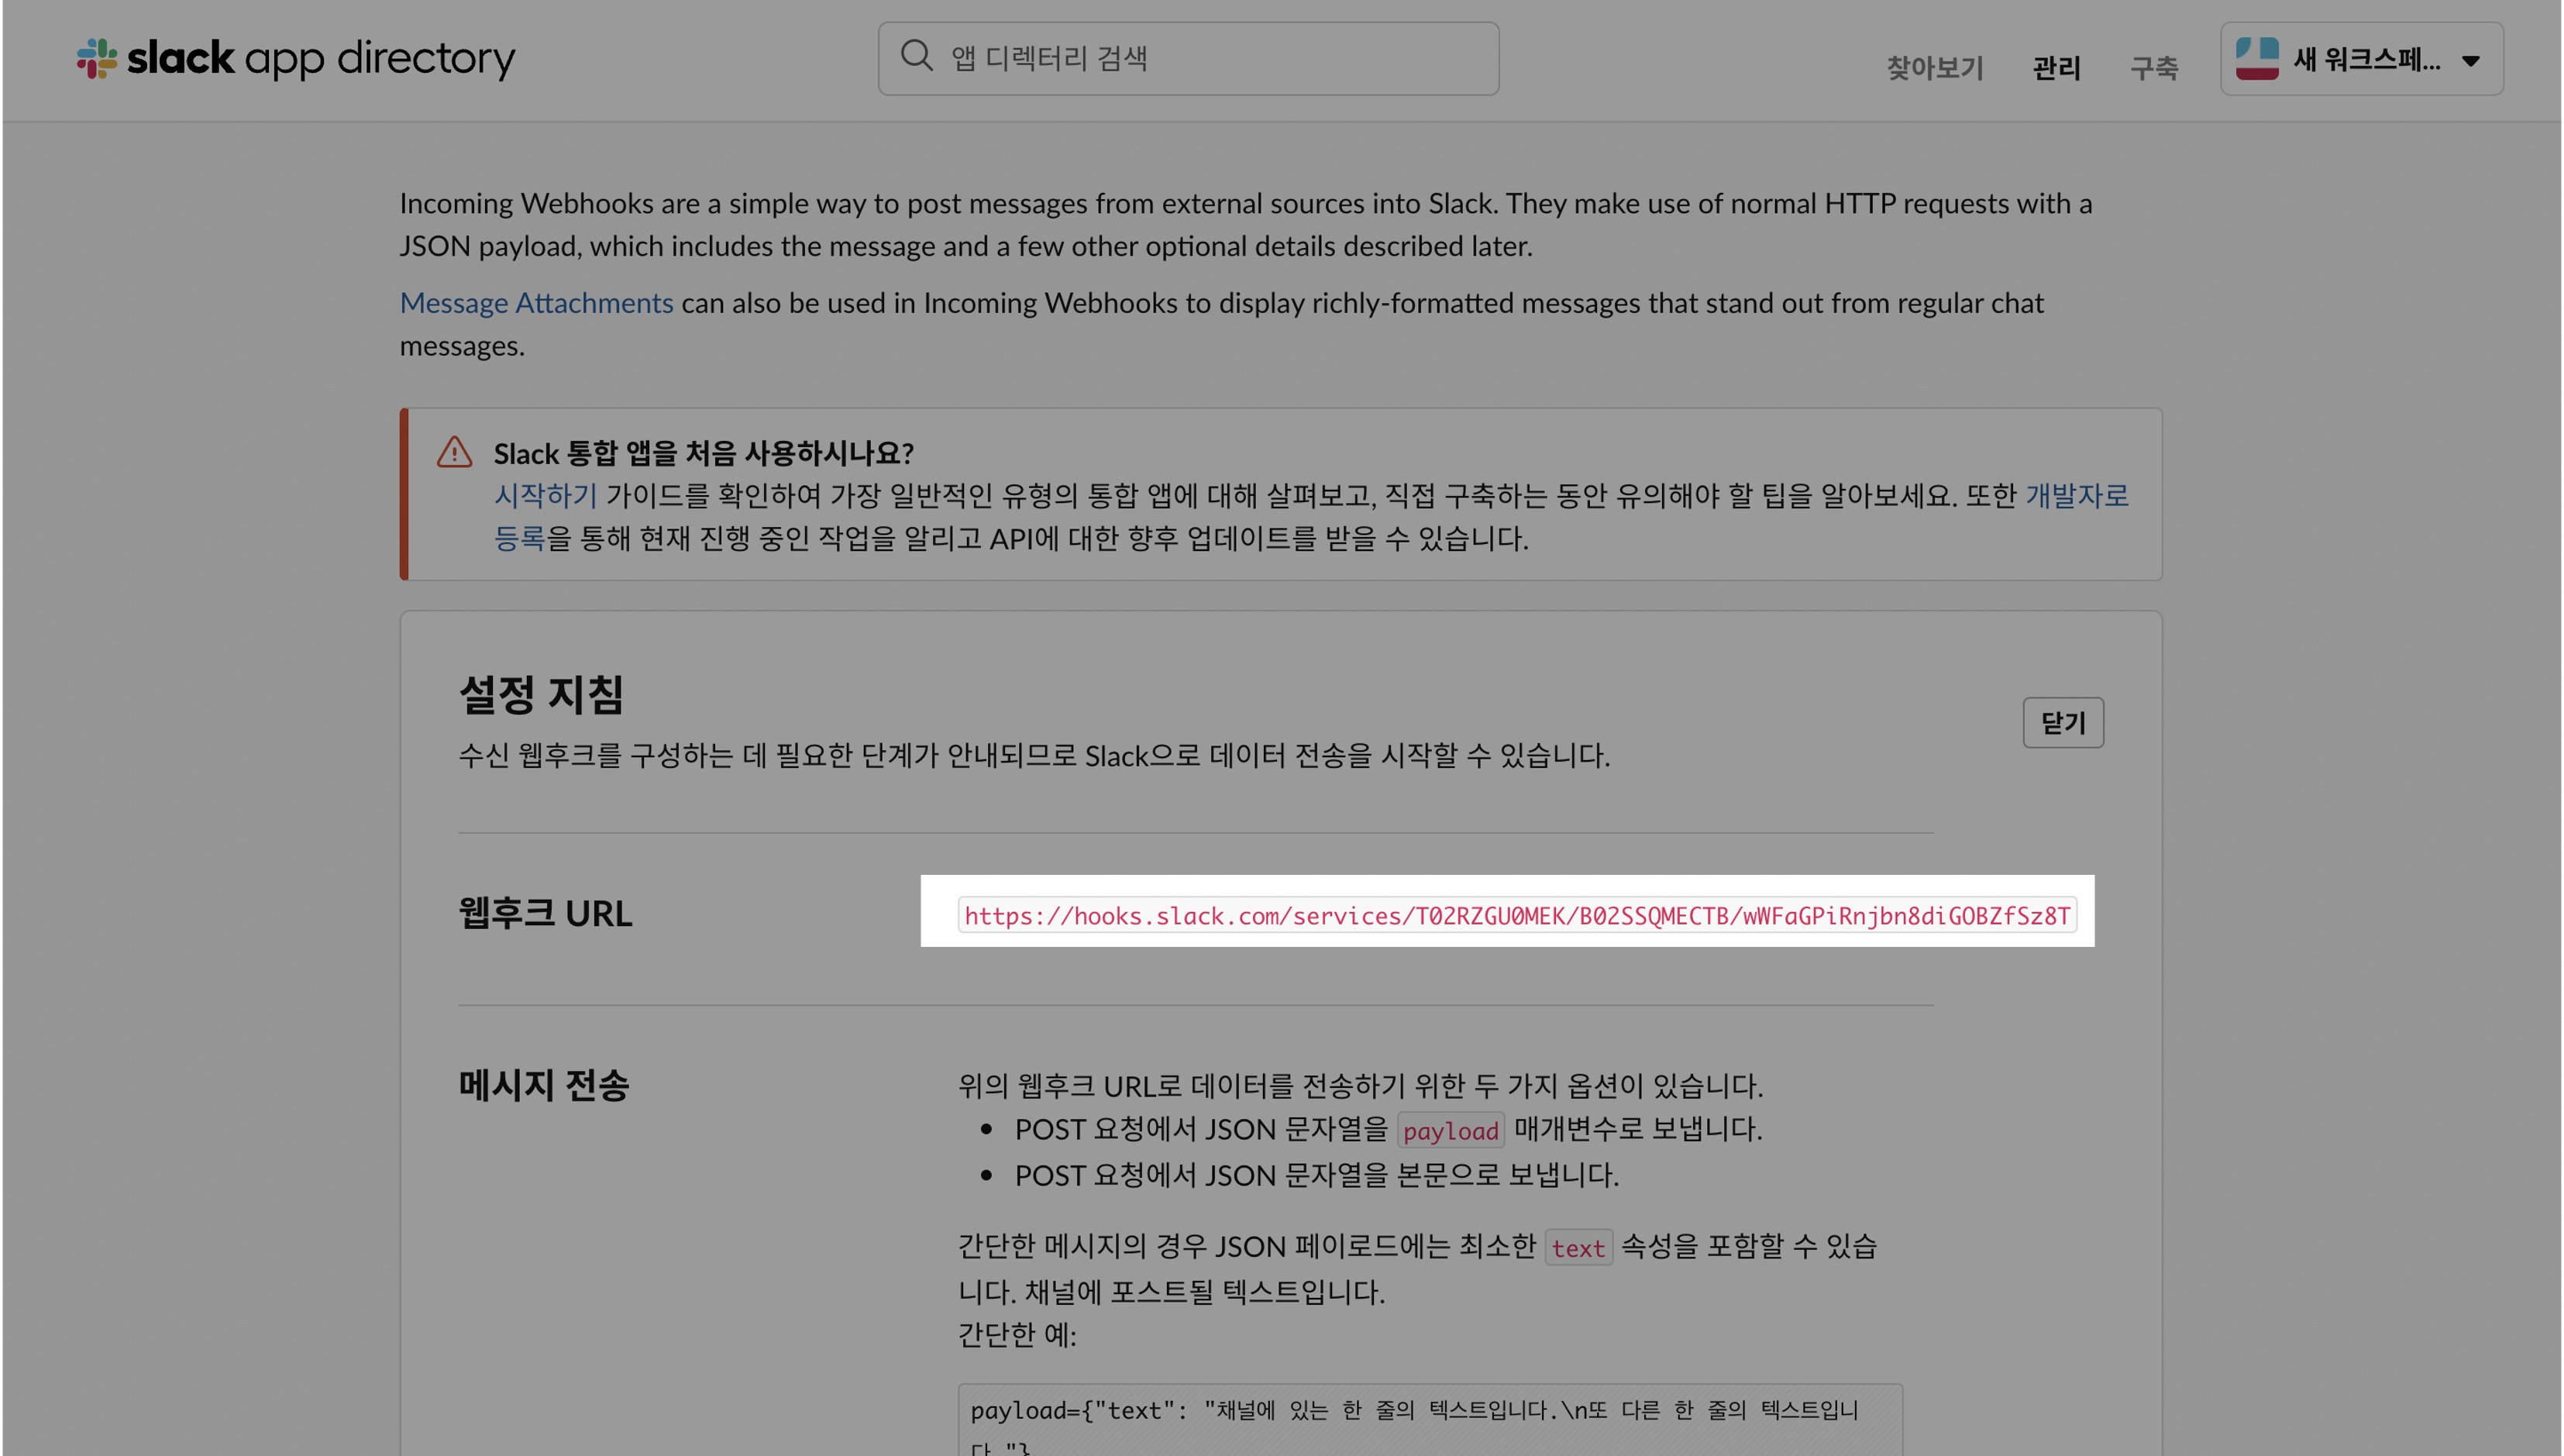 slack app directory
앱 디렉터리 검색
찾아보기 관리 구축 새 워크스페...
Incoming Webhooks are a simple way to post messages from external sources into Slack. They make use of normal HTTP requests with a
JSON payload, which includes the message and a few other optional details described later.
Message Attachments can also be used in Incoming Webhooks to display richly-formatted messages that stand out from regular chat
messages.
Slack 통합 앱을 처음 사용하시나요?
시작하기 가이드를 확인하여 가장 일반적인 유형의 통합 앱에 대해 살펴보고, 직접 구축하는 동안 유의해야 할 팁을 알아보세요. 또한 개발자로
등록을 통해 현재 진행 중인 작업을 알리고 API에 대한 향후 업데이트를 받을 수 있습니다.
설정 지침
닫기
수신 웹후크를 구성하는 데 필요한 단계가 안내되므로 Slack으로 데이터 전송을 시작할 수 있습니다.
웹후크 URL
https://hooks.slack.com/services/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
메시지 전송
위의 웹후크 URL로 데이터를 전송하기 위한 두 가지 옵션이 있습니다.
• POST 요청에서 JSON 문자열을 payload 매개변수로 보냅니다.
• POST 요청에서 JSON 문자열을 본문으로 보냅니다.
간단한 메시지의 경우 JSON 페이로드에는 최소한 text 속성을 포함할 수 있습
니다. 채널에 포스트될 텍스트입니다.
간단한 예:
payload={"text": "채널에 있는 한 줄의 텍스트입니다.\n또 다른 한 줄의 텍스트입니
다."}